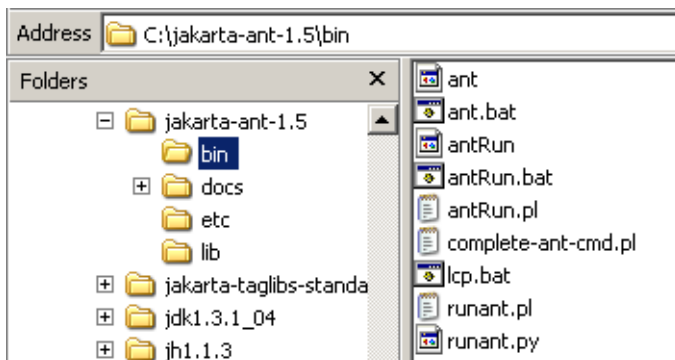 Address C:\jakarta-ant-1.5\bin
Folders
jakarta-ant-1.5
bin
docs
etc
lib
jakarta-taglibs-standa
jdk1.3.1_04
jh1.1.3
ant
ant.bat
antRun
antRun.bat
antRun.pl
complete-ant-cmd.pl
lcp.bat
runant.pl
runant.py